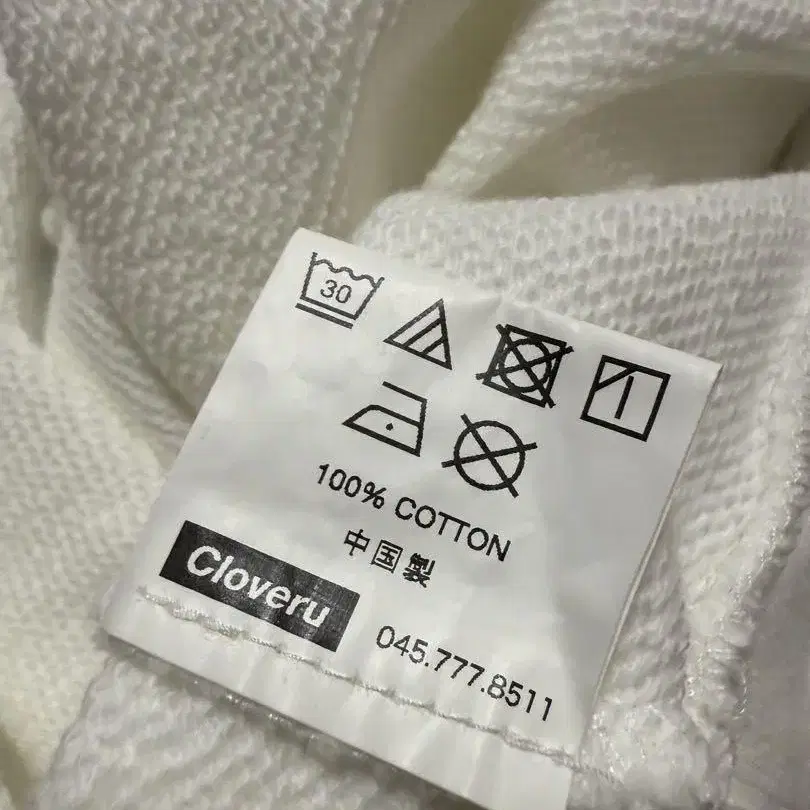 30
100% COTTON
中国製
Cloveru
045.777.8511